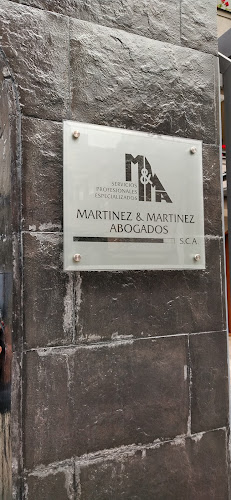 M&M
A
SERVICIOS
PROFESIONALES
ESPECIALIZADOS
MARTINEZ & MARTINEZ
ABOGADOS
S.C.A